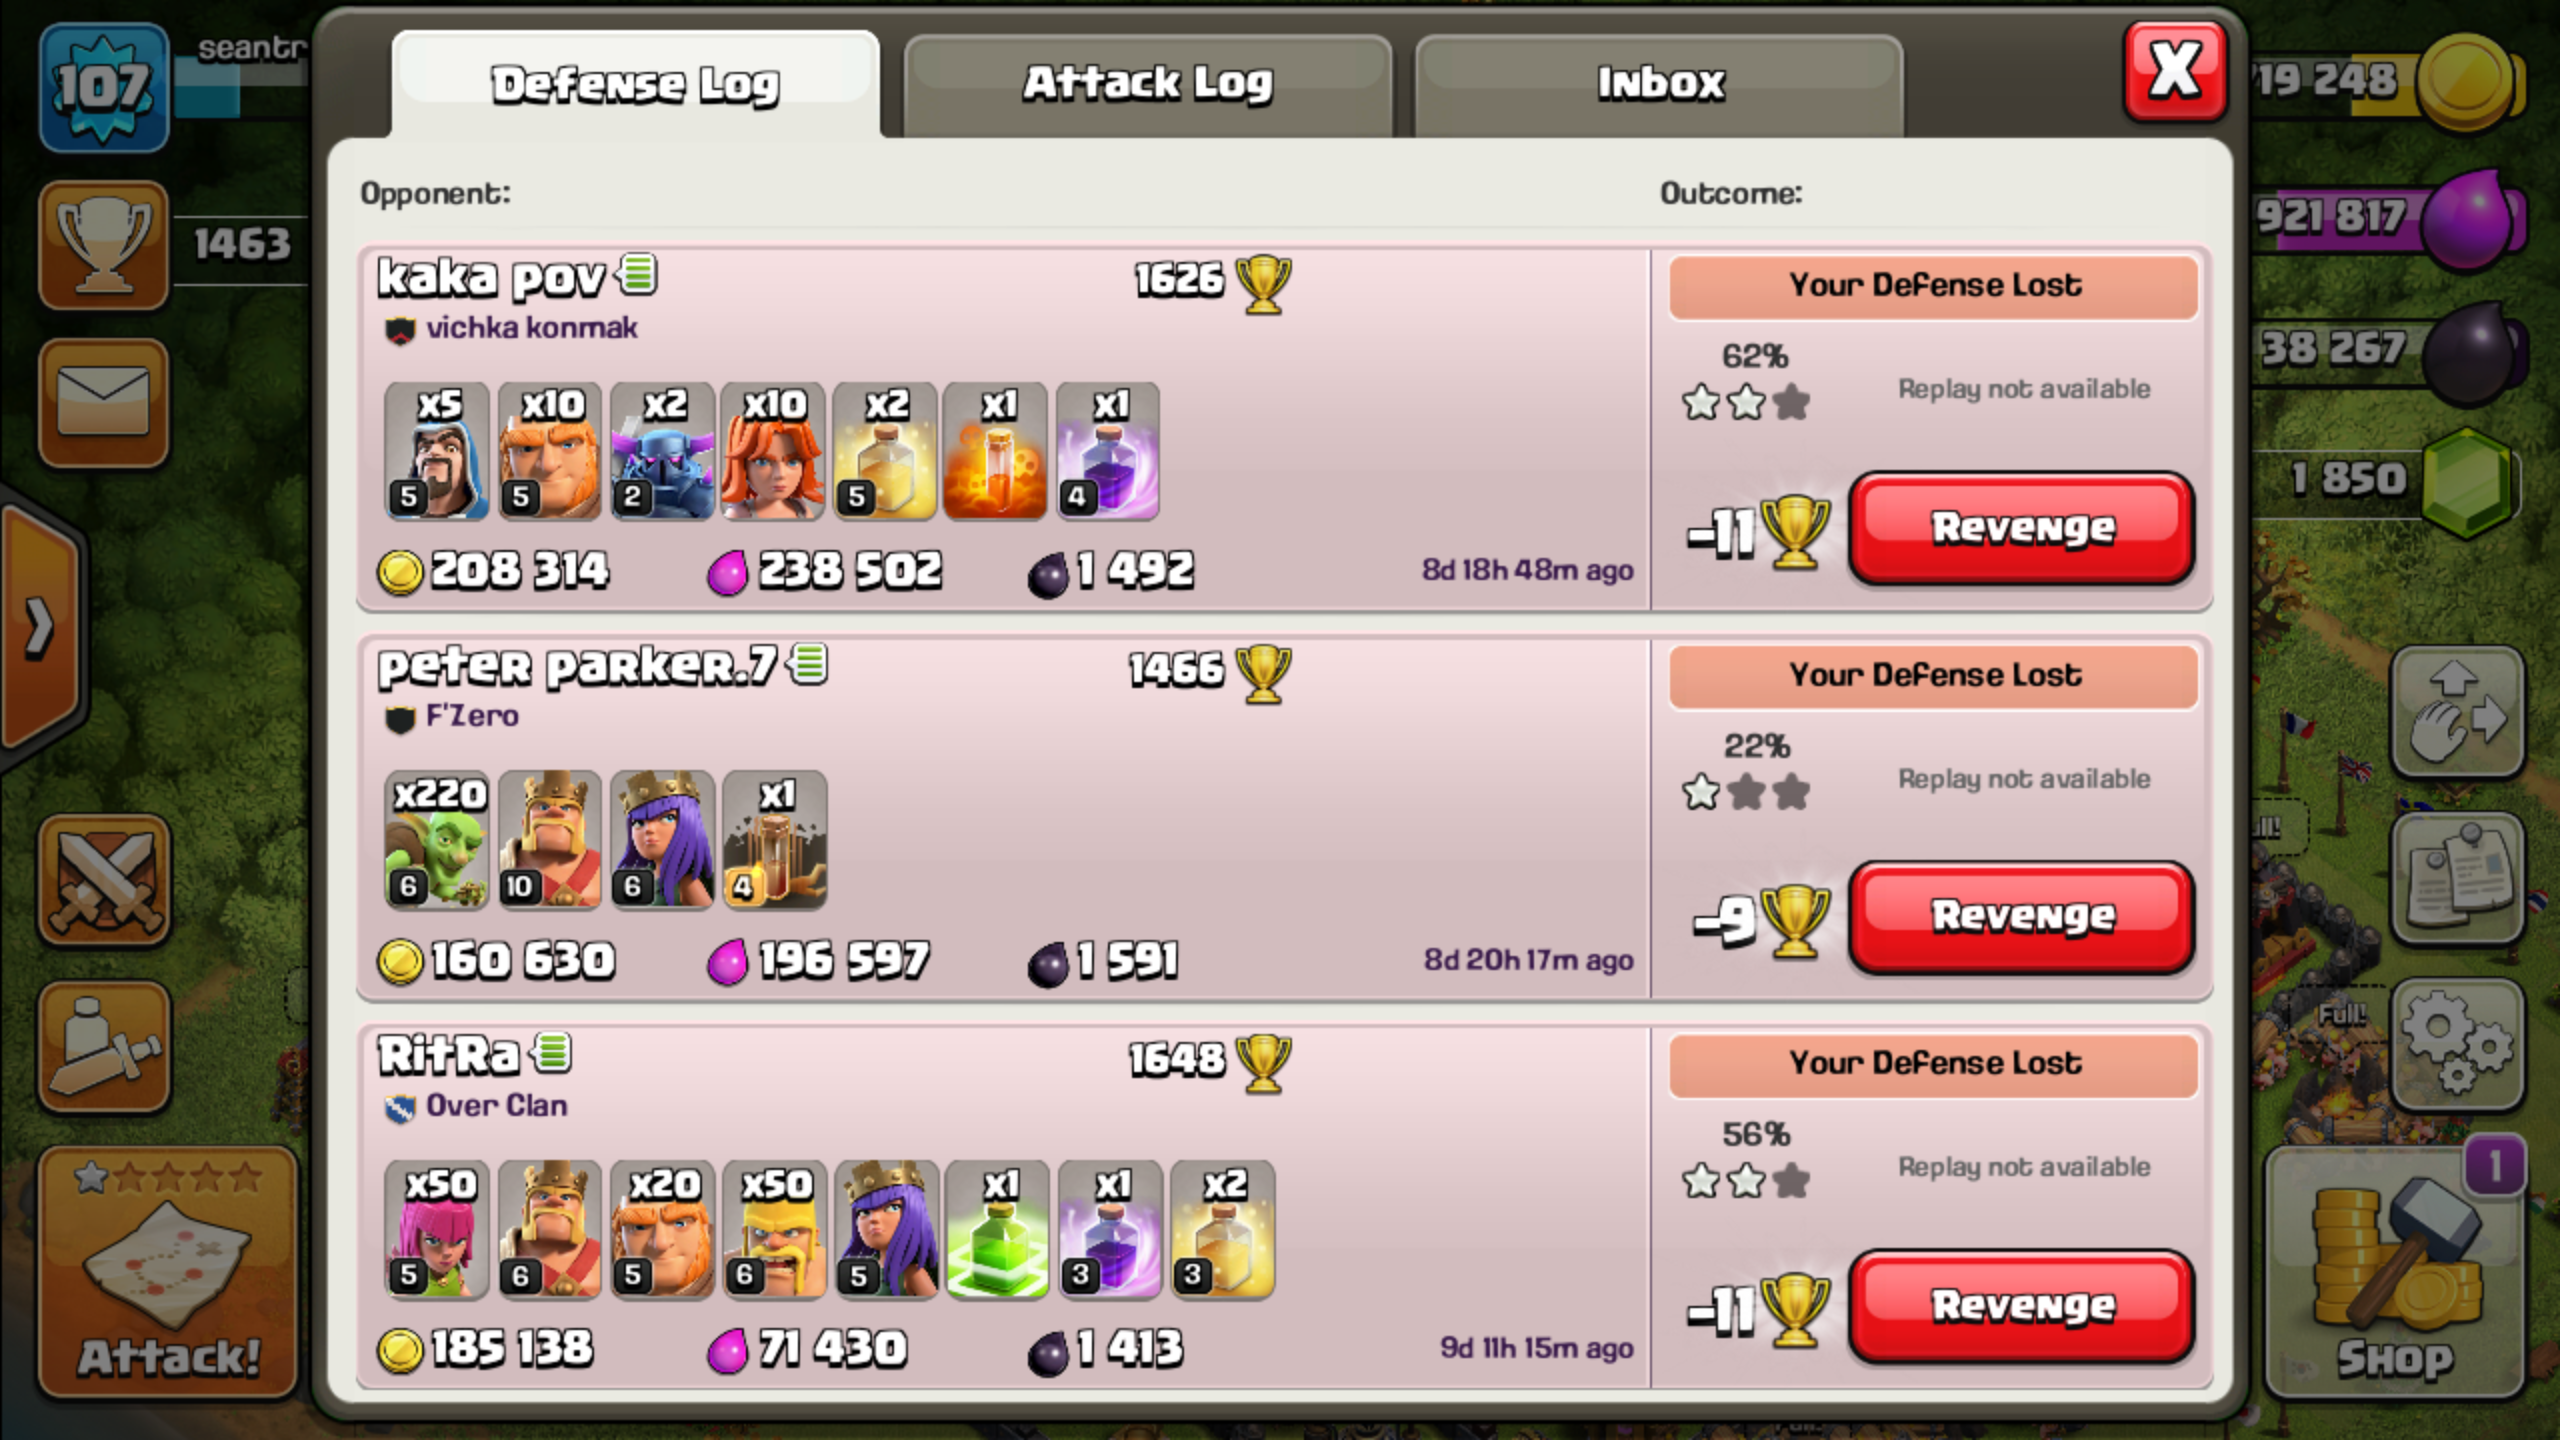 107
seantr
1463
Defense Log
Attack Log
Inbox
X
19 248
921 817
38 267
1 850
Opponent:
Outcome:
kaka pov
1626
vichka konmak
x5 x10 x2 x10 x2 x1 x1
5 5 2 5 4
208 314 238 502 1 492
8d 18h 48m ago
Your Defense Lost
62%
Replay not available
-11
Revenge
peter parker.7
1466
F'Zero
x220 x1
6 10 6 4
160 630 196 597 1 591
8d 20h 17m ago
Your Defense Lost
22%
Replay not available
-9
Revenge
RitRa
1648
Over Clan
x50 x20 x50 x1 x1 x2
5 6 5 6 5 3 3
185 138 71 430 1 413
9d 11h 15m ago
Your Defense Lost
56%
Replay not available
-11
Revenge
Attack!
Full!
1
Shop